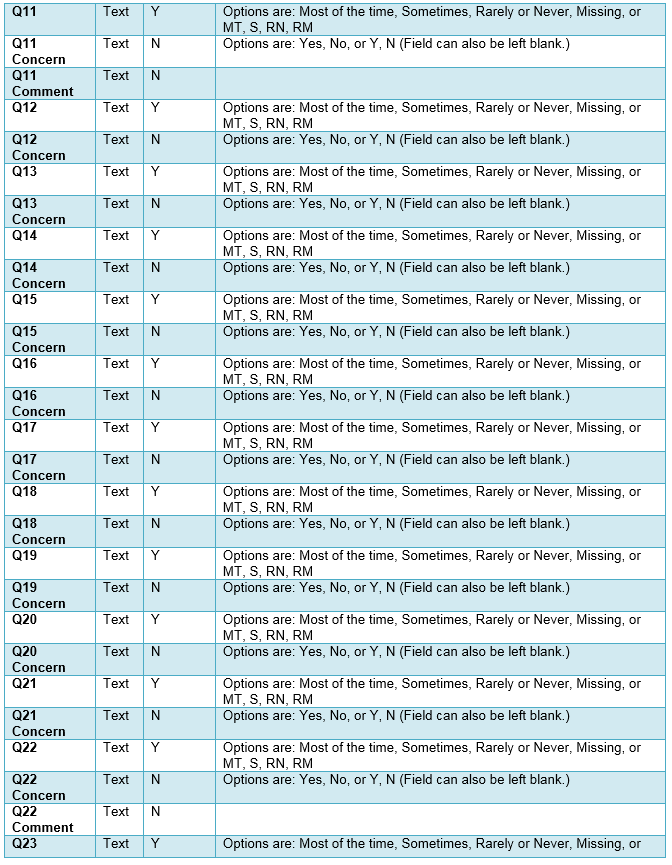 Q11 Text Y Options are: Most of the time, Sometimes, Rarely or Never, Missing, or
MT, S, RN, RM
Q11 Text N Options are: Yes, No, or Y, N (Field can also be left blank.)
Concern
Q11 Text N
Comment
Q12 Text Y Options are: Most of the time, Sometimes, Rarely or Never, Missing, or
MT, S, RN, RM
Q12 Text N Options are: Yes, No, or Y, N (Field can also be left blank.)
Concern
Q13 Text Y Options are: Most of the time, Sometimes, Rarely or Never, Missing, or
MT, S, RN, RM
Q13 Text N Options are: Yes, No, or Y, N (Field can also be left blank.)
Concern
Q14 Text Y Options are: Most of the time, Sometimes, Rarely or Never, Missing, or
MT, S, RN, RM
Q14 Text N Options are: Yes, No, or Y, N (Field can also be left blank.)
Concern
Q15 Text Y Options are: Most of the time, Sometimes, Rarely or Never, Missing, or
MT, S, RN, RM
Q15 Text N Options are: Yes, No, or Y, N (Field can also be left blank.)
Concern
Q16 Text Y Options are: Most of the time, Sometimes, Rarely or Never, Missing, or
MT, S, RN, RM
Q16 Text N Options are: Yes, No, or Y, N (Field can also be left blank.)
Concern
Q17 Text Y Options are: Most of the time, Sometimes, Rarely or Never, Missing, or
MT, S, RN, RM
Q17 Text N Options are: Yes, No, or Y, N (Field can also be left blank.)
Concern
Q18 Text Y Options are: Most of the time, Sometimes, Rarely or Never, Missing, or
MT, S, RN, RM
Q18 Text N Options are: Yes, No, or Y, N (Field can also be left blank.)
Concern
Q19 Text Y Options are: Most of the time, Sometimes, Rarely or Never, Missing, or
MT, S, RN, RM
Q19 Text N Options are: Yes, No, or Y, N (Field can also be left blank.)
Concern
Q20 Text Y Options are: Most of the time, Sometimes, Rarely or Never, Missing, or
MT, S, RN, RM
Q20 Text N Options are: Yes, No, or Y, N (Field can also be left blank.)
Concern
Q21 Text Y Options are: Most of the time, Sometimes, Rarely or Never, Missing, or
MT, S, RN, RM
Q21 Text N Options are: Yes, No, or Y, N (Field can also be left blank.)
Concern
Q22 Text Y Options are: Most of the time, Sometimes, Rarely or Never, Missing, or
MT, S, RN, RM
Q22 Text N Options are: Yes, No, or Y, N (Field can also be left blank.)
Concern
Q22 Text N
Comment
Q23 Text Y Options are: Most of the time, Sometimes, Rarely or Never, Missing, or